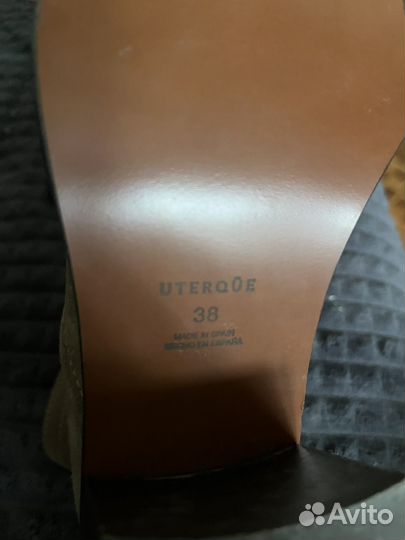 UTERQÜE
38
MADE IN SPAIN
HECHO EN ESPAÑA
Avito